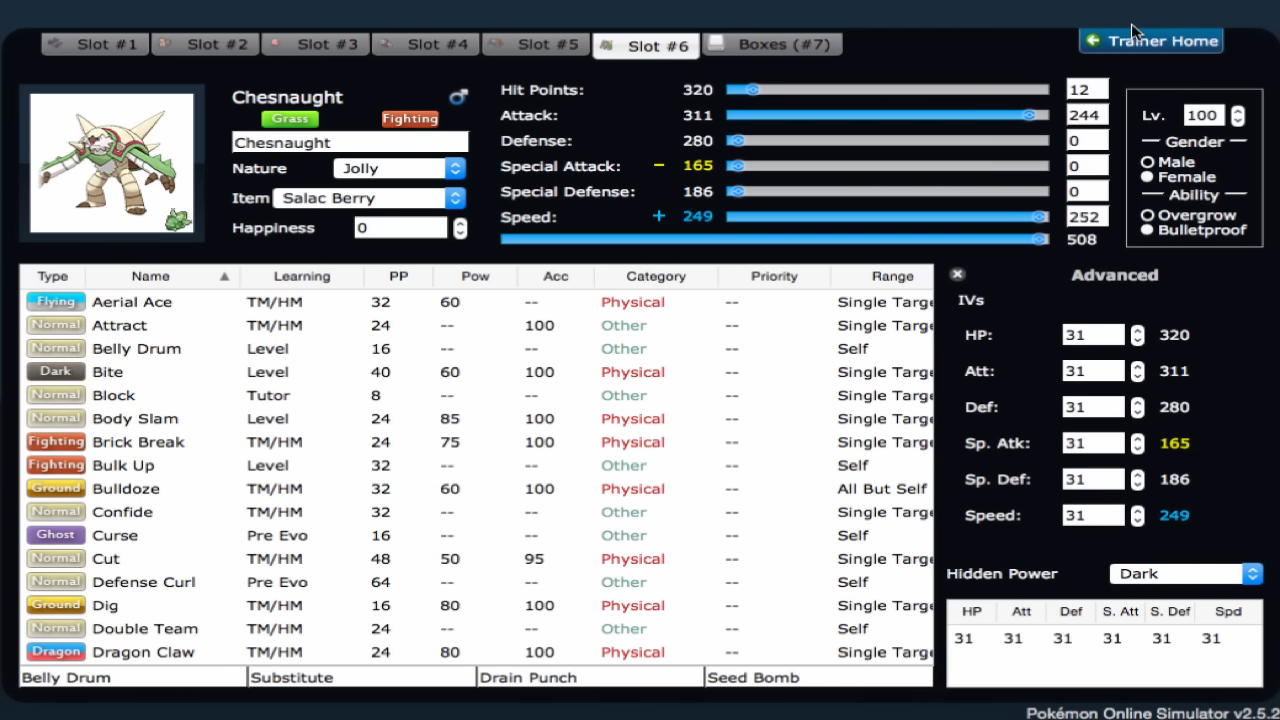 Slot #1 Slot #2 Slot #3 Slot #4 Slot #5 Slot #6 Boxes (#7) Trainer Home
Chesnaught
Grass Fighting
Chesnaught
Nature Jolly
Item Salac Berry
Happiness 0
Hit Points: 320 12
Attack: 311 244
Defense: 280 0
Special Attack: − 165 0
Special Defense: 186 0
Speed: + 249 252
508
Lv. 100
Gender
Male
Female
Ability
Overgrow
Bulletproof
Type Name Learning PP Pow Acc Category Priority Range
Flying Aerial Ace TM/HM 32 60 -- Physical -- Single Targe
Normal Attract TM/HM 24 -- 100 Other -- Single Targe
Normal Belly Drum Level 16 -- -- Other -- Self
Dark Bite Level 40 60 100 Physical -- Single Targe
Normal Block Tutor 8 -- -- Other -- Single Targe
Normal Body Slam Level 24 85 100 Physical -- Single Targe
Fighting Brick Break TM/HM 24 75 100 Physical -- Single Targe
Fighting Bulk Up Level 32 -- -- Other -- Self
Ground Bulldoze TM/HM 32 60 100 Physical -- All But Self
Normal Confide TM/HM 32 -- -- Other -- Single Targe
Ghost Curse Pre Evo 16 -- -- Other -- Self
Normal Cut TM/HM 48 50 95 Physical -- Single Targe
Normal Defense Curl Pre Evo 64 -- -- Other -- Self
Ground Dig TM/HM 16 80 100 Physical -- Single Targe
Normal Double Team TM/HM 24 -- -- Other -- Self
Dragon Dragon Claw TM/HM 24 80 100 Physical -- Single Targe
Belly Drum Substitute Drain Punch Seed Bomb
Advanced
IVs
HP: 31 320
Att: 31 311
Def: 31 280
Sp. Atk: 31 165
Sp. Def: 31 186
Speed: 31 249
Hidden Power Dark
HP Att Def S. Att S. Def Spd
31 31 31 31 31 31
Pokémon Online Simulator v2.5.2